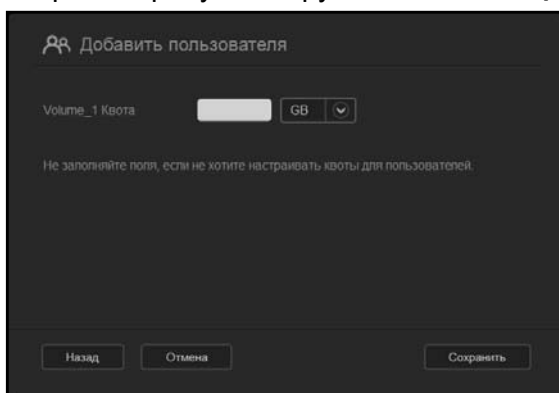 Добавить пользователя
Volume_1 Квота GB
Не заполняйте поля, если не хотите настраивать квоты для пользователей.
Назад Отмена Сохранить